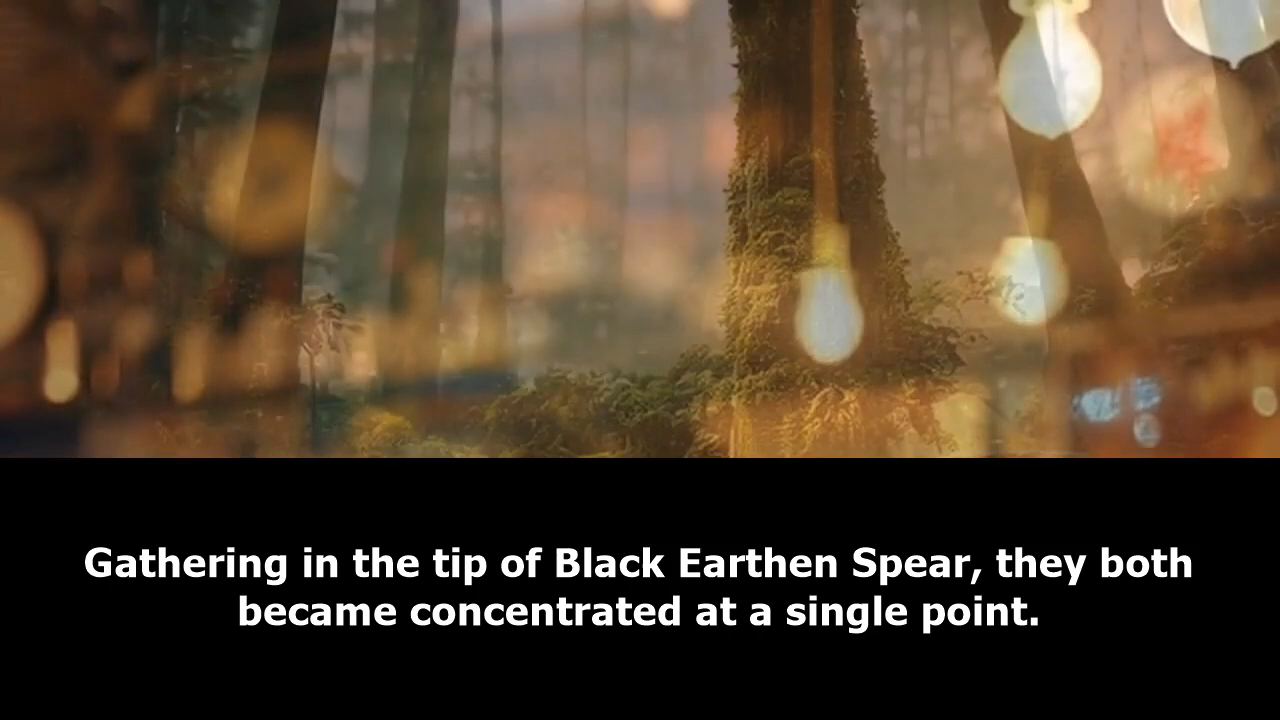 Gathering in the tip of Black Earthen Spear, they both
became concentrated at a single point.